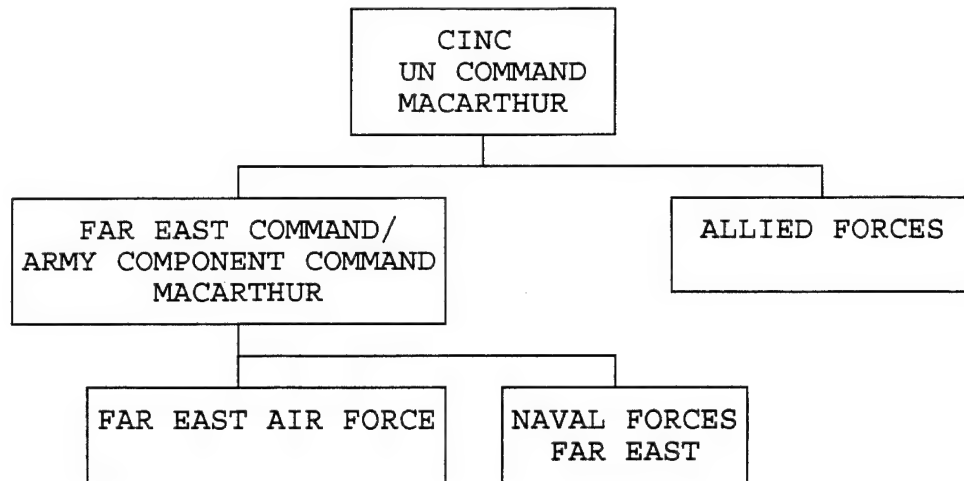 CINC
UN COMMAND
MACARTHUR
FAR EAST COMMAND/
ARMY COMPONENT COMMAND
MACARTHUR
ALLIED FORCES
FAR EAST AIR FORCE
NAVAL FORCES
FAR EAST